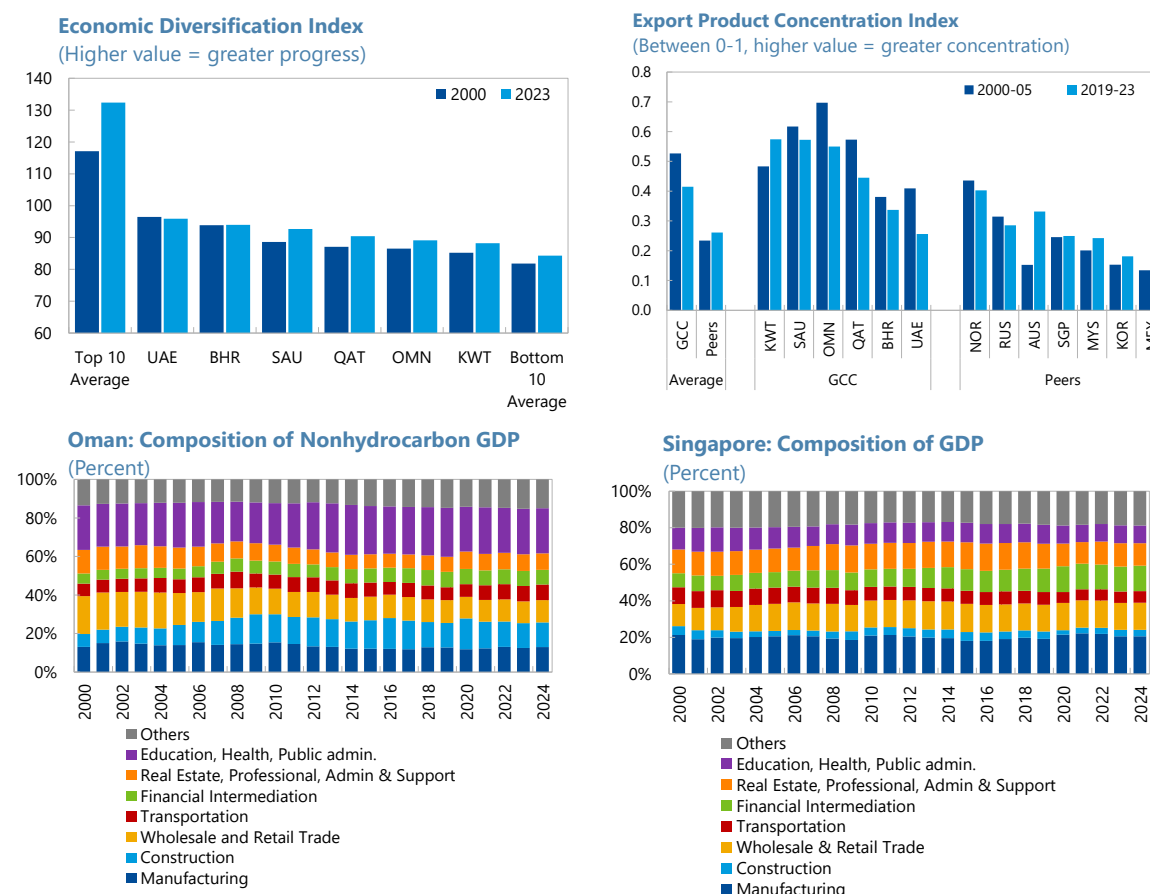 Economic Diversification Index
(Higher value = greater progress)
140
130
120
110
100
90
80
70
60
2000 2023
Top 10 Average
UAE
BHR
SAU
QAT
OMN
KWT
Bottom 10 Average
Export Product Concentration Index
(Between 0-1, higher value = greater concentration)
0.8
0.7
0.6
0.5
0.4
0.3
0.2
0.1
0.0
2000-05 2019-23
GCC
Peers
KWT
SAU
OMN
QAT
BHR
UAE
NOR
RUS
AUS
SGP
MYS
KOR
Average
GCC
Peers
Oman: Composition of Nonhydrocarbon GDP
(Percent)
100%
80%
60%
40%
20%
0%
2000
2002
2004
2006
2008
2010
2012
2014
2016
2018
2020
2022
2024
Others
Education, Health, Public admin.
Real Estate, Professional, Admin & Support
Financial Intermediation
Transportation
Wholesale and Retail Trade
Construction
Manufacturing
Singapore: Composition of GDP
(Percent)
100%
80%
60%
40%
20%
0%
2000
2002
2004
2006
2008
2010
2012
2014
2016
2018
2020
2022
2024
Others
Education, Health, Public admin.
Real Estate, Professional, Admin & Support
Financial Intermediation
Transportation
Wholesale & Retail Trade
Construction
Manufacturing